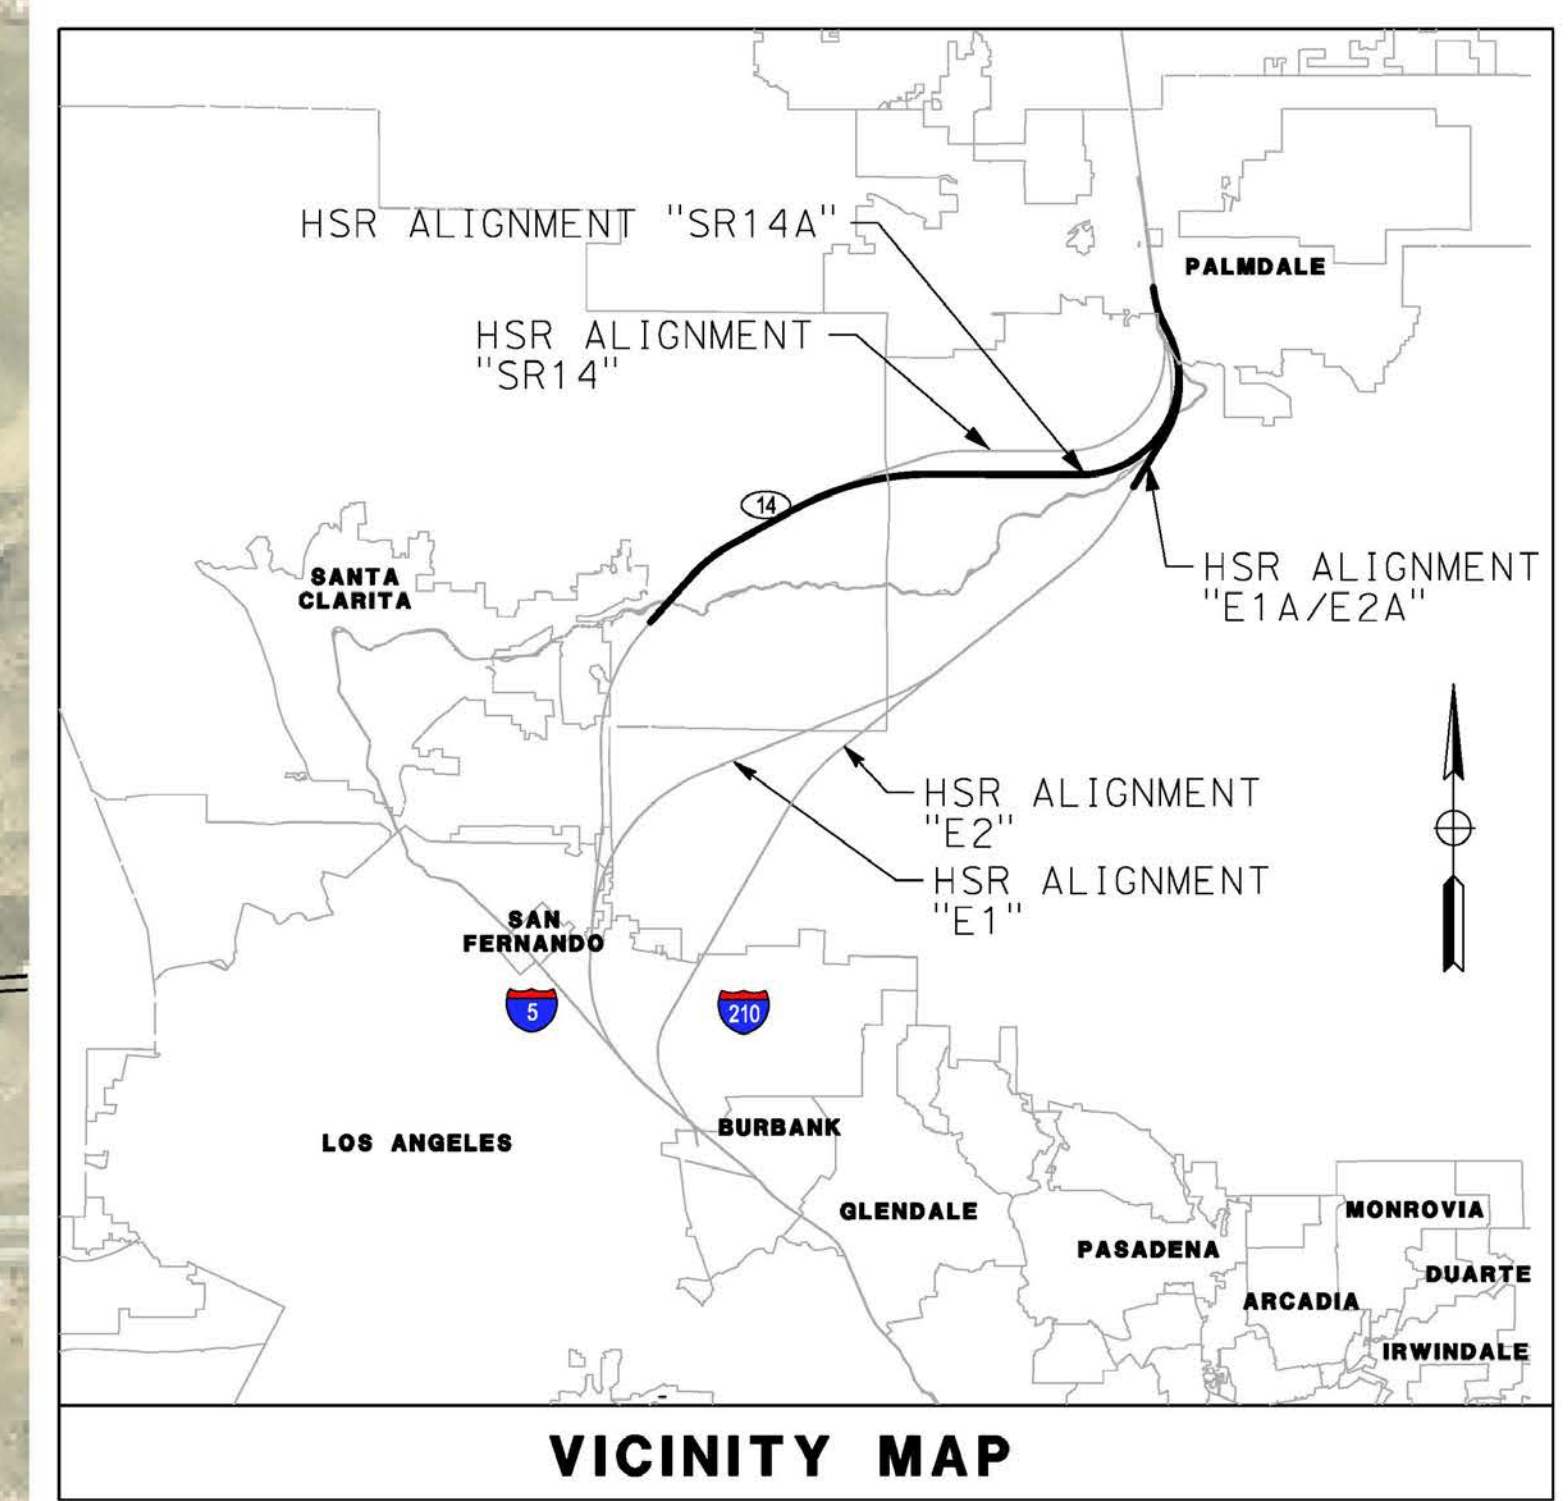 HSR ALIGNMENT "SR14A"
PALMDALE
HSR ALIGNMENT
"SR14"
14
HSR ALIGNMENT
"E1A/E2A"
SANTA
CLARITA
HSR ALIGNMENT
"E2"
HSR ALIGNMENT
"E1"
SAN
FERNANDO
5
210
BURBANK
LOS ANGELES
GLENDALE
MONROVIA
PASADENA
DUARTE
ARCADIA
IRWINDALE
VICINITY MAP